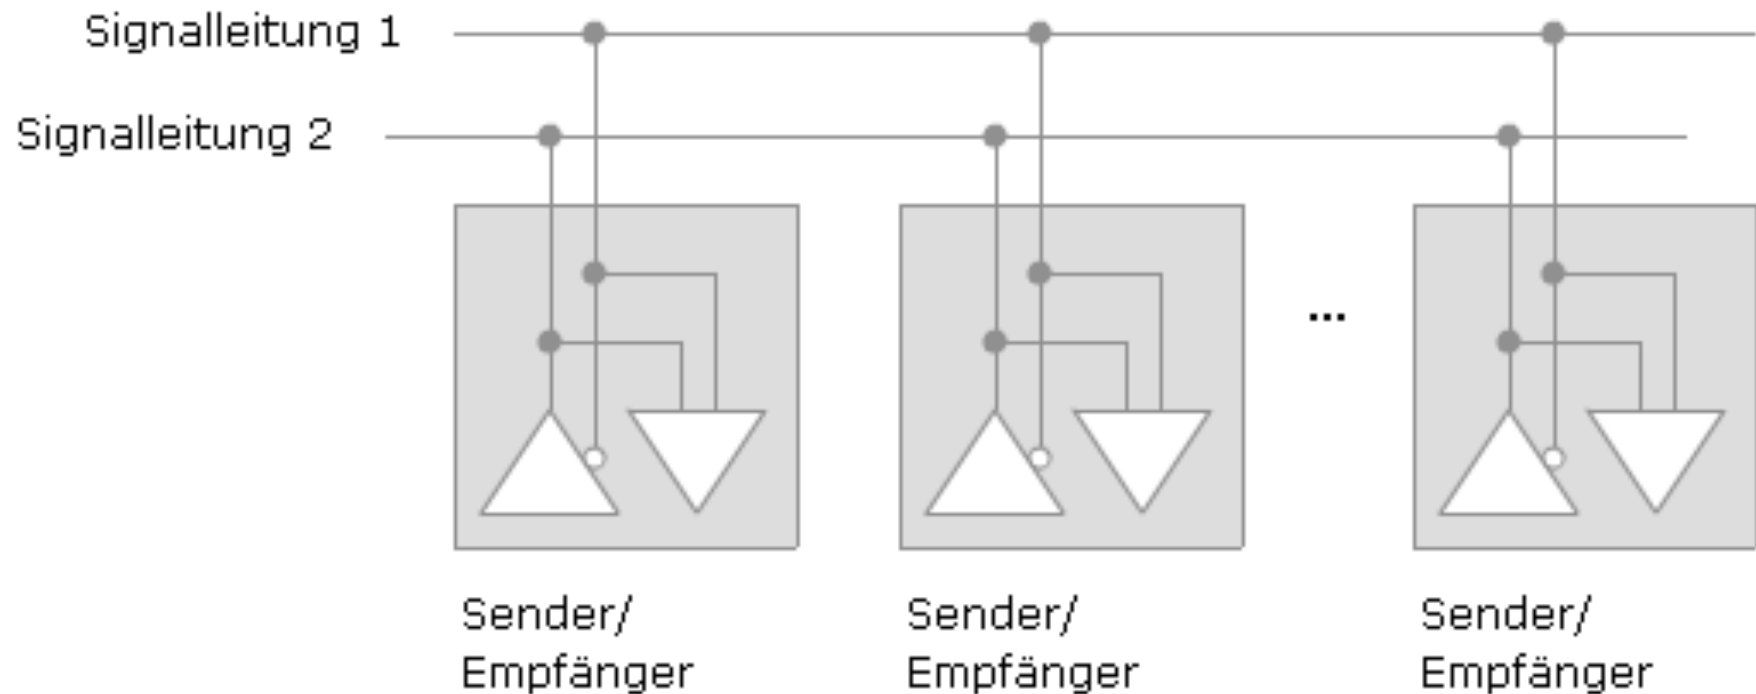 Signalleitung 1
Signalleitung 2
...
Sender/
Empfänger
Sender/
Empfänger
Sender/
Empfänger